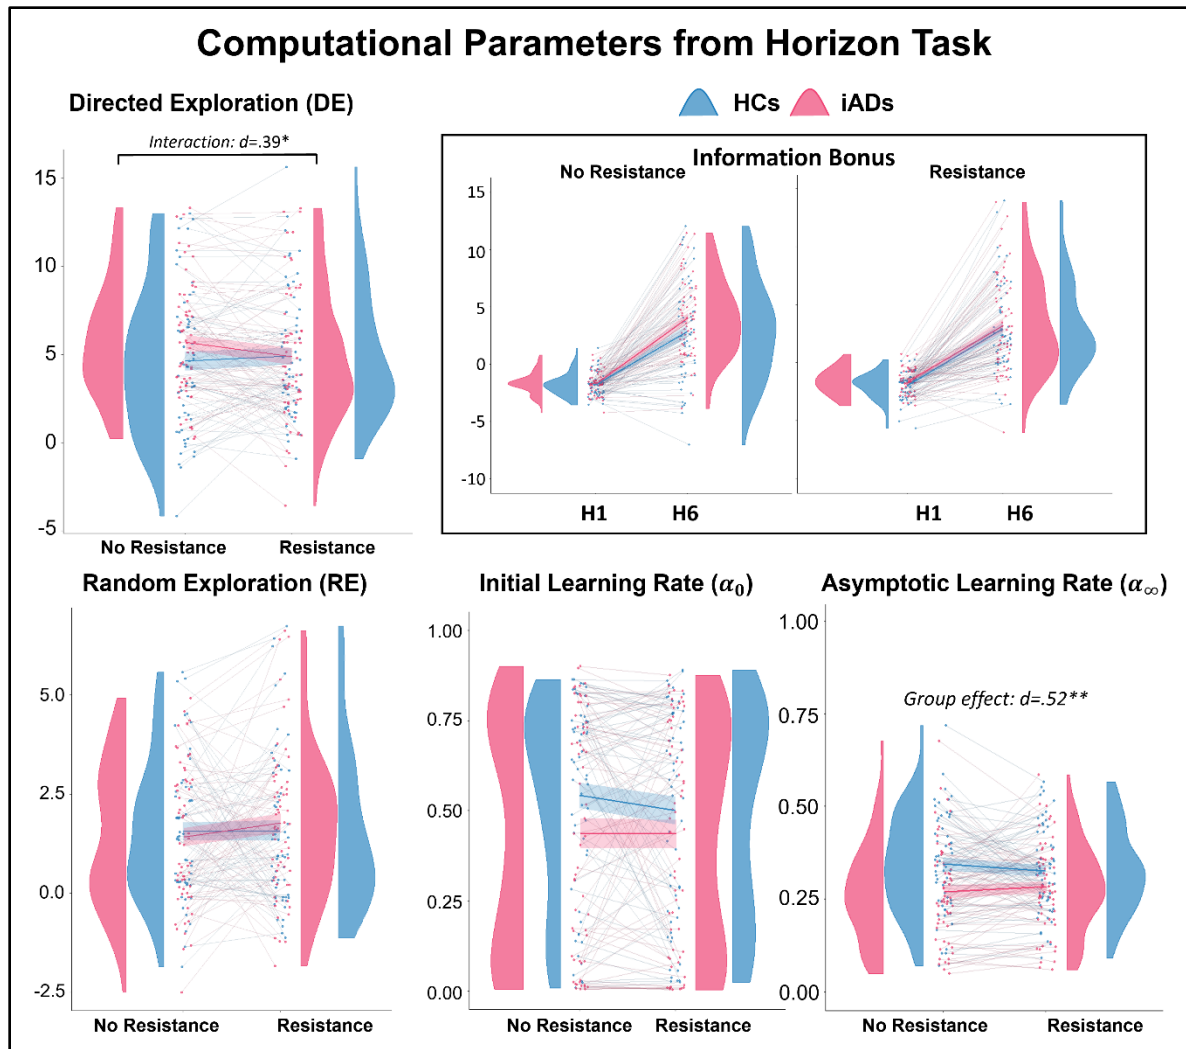 Computational Parameters from Horizon Task
Directed Exploration (DE)
HCs
iADs
Interaction: d=.39*
15
10
5
0
-5
No Resistance
Resistance
Information Bonus
No Resistance
Resistance
15
10
5
0
-5
-10
H1
H6
H1
H6
Random Exploration (RE)
5.0
2.5
0.0
-2.5
No Resistance
Resistance
Initial Learning Rate (α₀)
1.00
0.75
0.50
0.25
0.00
No Resistance
Resistance
Asymptotic Learning Rate (α∞)
Group effect: d=.52**
1.00
0.75
0.50
0.25
0.00
No Resistance
Resistance